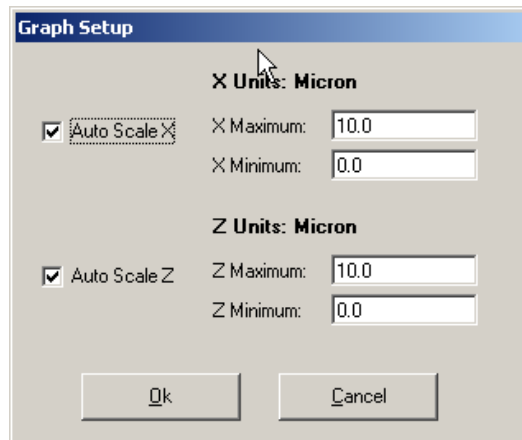 Graph Setup
X Units: Micron
Auto Scale X
X Maximum: 10.0
X Minimum: 0.0
Z Units: Micron
Auto Scale Z
Z Maximum: 10.0
Z Minimum: 0.0
Ok
Cancel